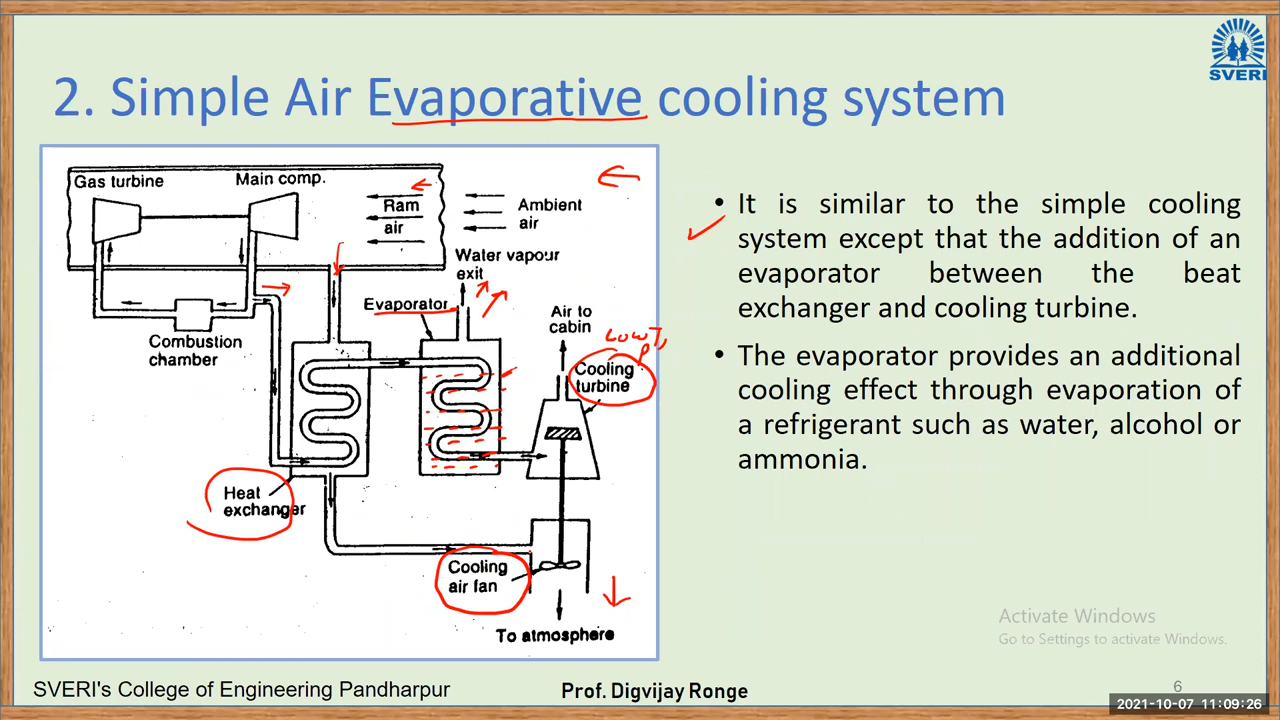 SVERI
2. Simple Air Evaporative cooling system
Gas turbine
Main comp.
Ram
air
Ambient
air
Water vapour
exit
Evaporator
Air to
cabin
Low T,
P
Combustion
chamber
Cooling
turbine
Heat
exchanger
Cooling
air fan
To atmosphere
• It is similar to the simple cooling
system except that the addition of an
evaporator between the beat
exchanger and cooling turbine.
• The evaporator provides an additional
cooling effect through evaporation of
a refrigerant such as water, alcohol or
ammonia.
Activate Windows
Go to Settings to activate Windows.
SVERI's College of Engineering Pandharpur
Prof. Digvijay Ronge
6
2021-10-07 11:09:26